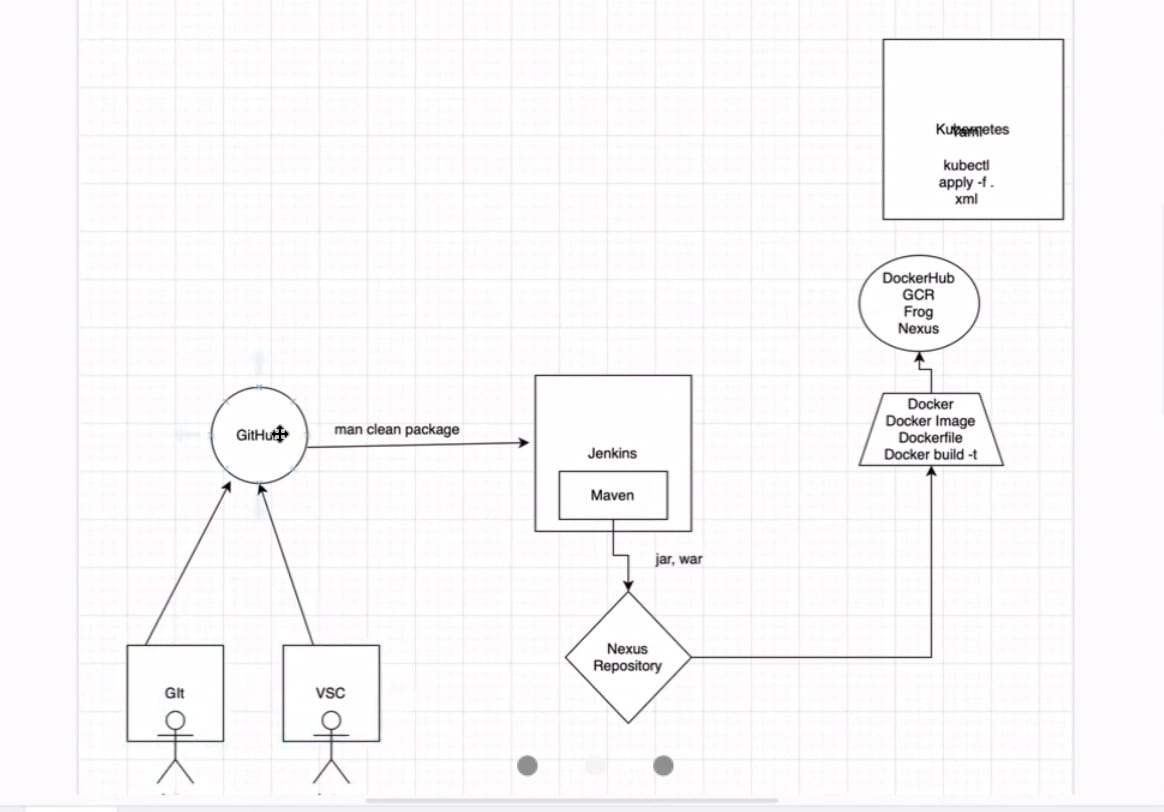 Kubernetes
Yaml
kubectl
apply -f .
xml
DockerHub
GCR
Frog
Nexus
Docker
Docker Image
Dockerfile
Docker build -t
GitHub
man clean package
Jenkins
Maven
jar, war
Nexus
Repository
GIt
VSC